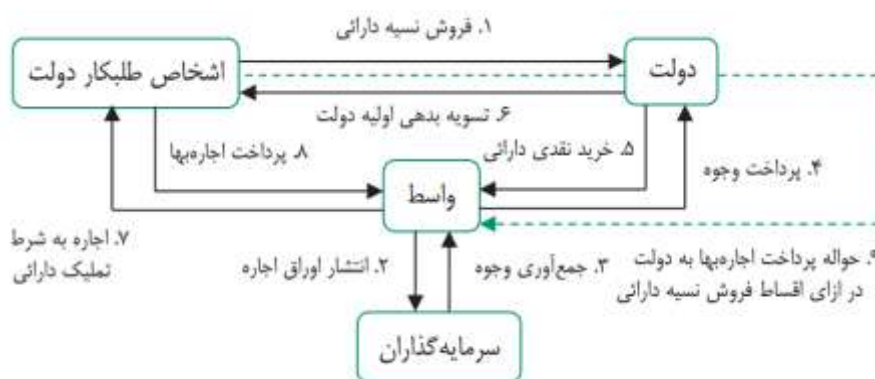 ۱. فروش نسیه دارائی
اشخاص طلبکار دولت
دولت
۶. تسویه بدهی اولیه دولت
۸. پرداخت اجاره‌بها
۵. خرید نقدی دارائی
۴. پرداخت وجوه
واسط
۷. اجاره به شرط
تملیک دارائی
۲. انتشار اوراق اجاره
۳. جمع‌آوری وجوه
۹. حواله پرداخت اجاره‌بها به دولت
در ازای اقساط فروش نسیه دارائی
سرمایه‌گذاران